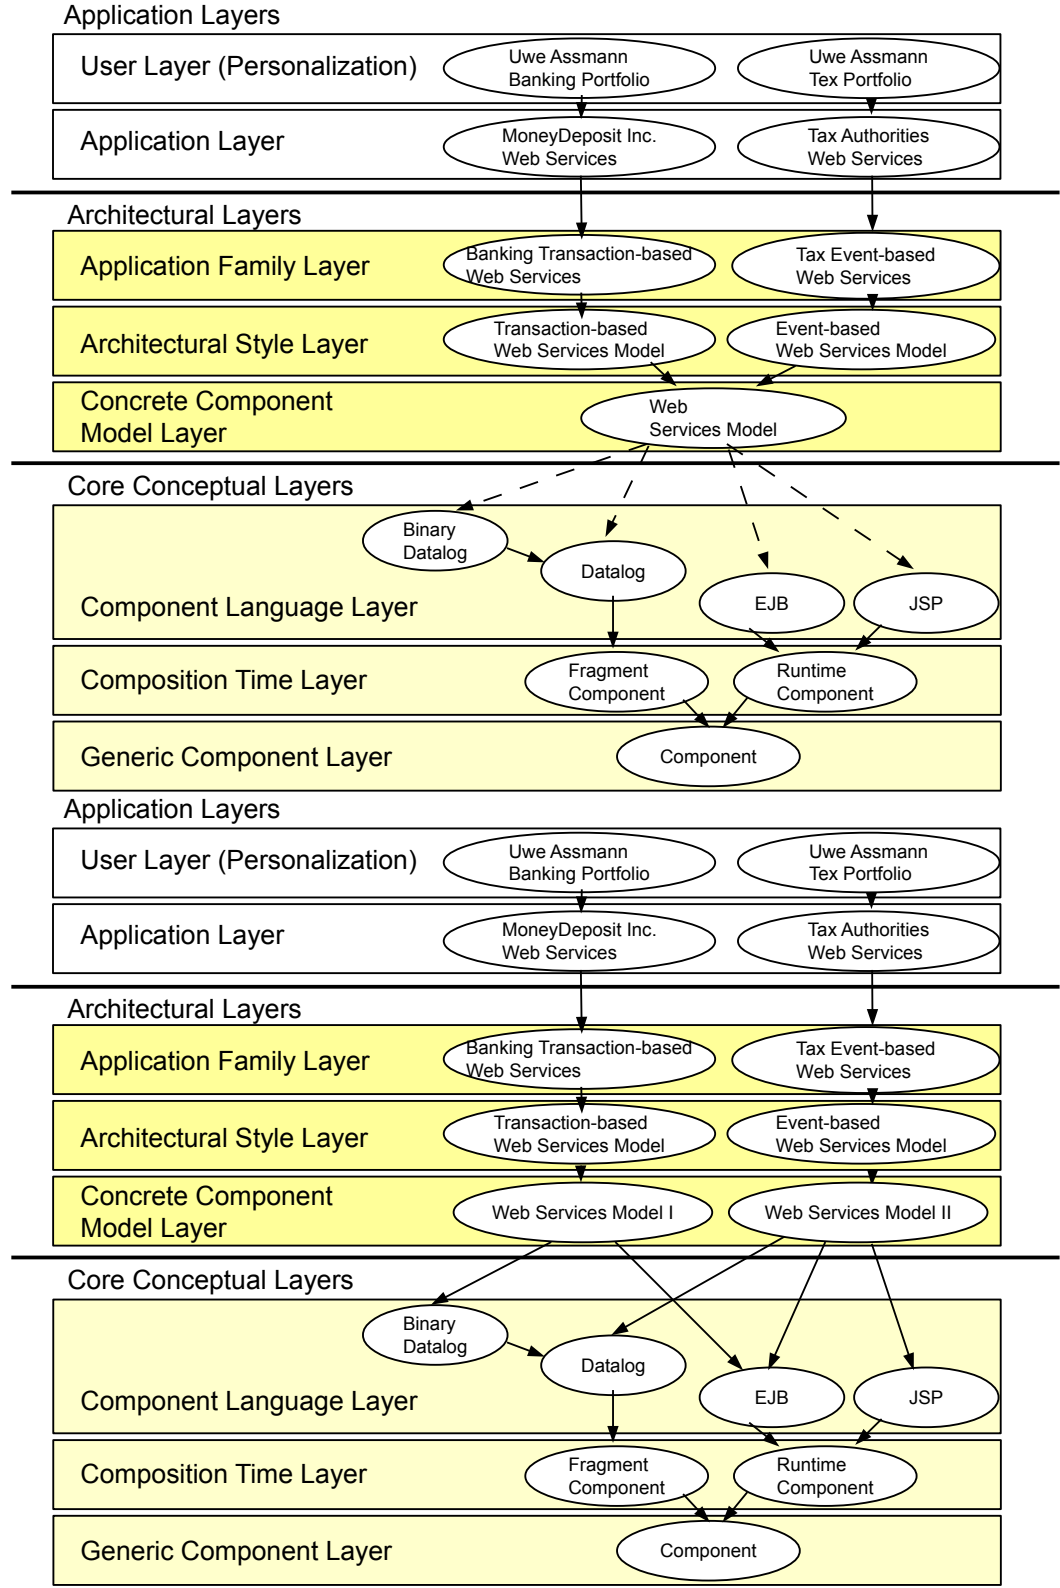 Application Layers
User Layer (Personalization)
Uwe Assmann
Banking Portfolio
Uwe Assmann
Tex Portfolio
Application Layer
MoneyDeposit Inc.
Web Services
Tax Authorities
Web Services
Architectural Layers
Application Family Layer
Banking Transaction-based
Web Services
Tax Event-based
Web Services
Architectural Style Layer
Transaction-based
Web Services Model
Event-based
Web Services Model
Concrete Component
Model Layer
Web
Services Model
Core Conceptual Layers
Binary
Datalog
Datalog
Component Language Layer
EJB
JSP
Composition Time Layer
Fragment
Component
Runtime
Component
Generic Component Layer
Component
Application Layers
User Layer (Personalization)
Uwe Assmann
Banking Portfolio
Uwe Assmann
Tex Portfolio
Application Layer
MoneyDeposit Inc.
Web Services
Tax Authorities
Web Services
Architectural Layers
Application Family Layer
Banking Transaction-based
Web Services
Tax Event-based
Web Services
Architectural Style Layer
Transaction-based
Web Services Model
Event-based
Web Services Model
Concrete Component
Model Layer
Web Services Model I
Web Services Model II
Core Conceptual Layers
Binary
Datalog
Datalog
Component Language Layer
EJB
JSP
Composition Time Layer
Fragment
Component
Runtime
Component
Generic Component Layer
Component